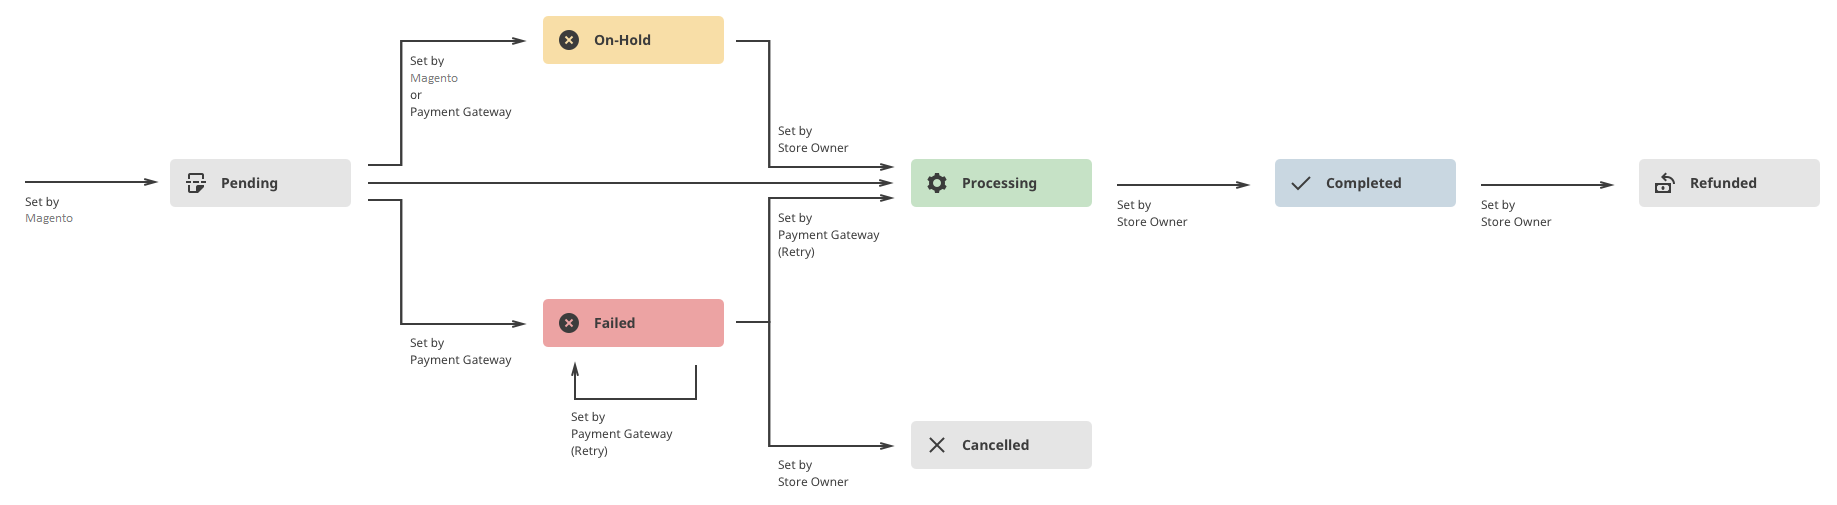 On-Hold
Set by
Magento
or
Payment Gateway
Set by
Store Owner
Pending
Set by
Magento
Processing
Set by
Payment Gateway
(Retry)
Set by
Store Owner
Completed
Set by
Store Owner
Refunded
Failed
Set by
Payment Gateway
Set by
Payment Gateway
(Retry)
Cancelled
Set by
Store Owner